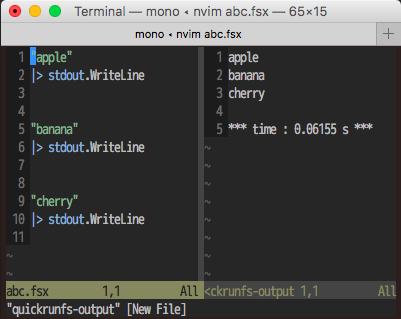 Terminal — mono ◂ nvim abc.fsx — 65×15
mono ◂ nvim abc.fsx
+
1 "apple"
2 |> stdout.WriteLine
3
4
5 "banana"
6 |> stdout.WriteLine
7
8
9 "cherry"
10 |> stdout.WriteLine
11
~
~
abc.fsx 1,1 All
1 apple
2 banana
3 cherry
4
5 *** time : 0.06155 s ***
~
~
~
~
~
~
~
~
<ckrunfs-output 1,1 All
"quickrunfs-output" [New File]